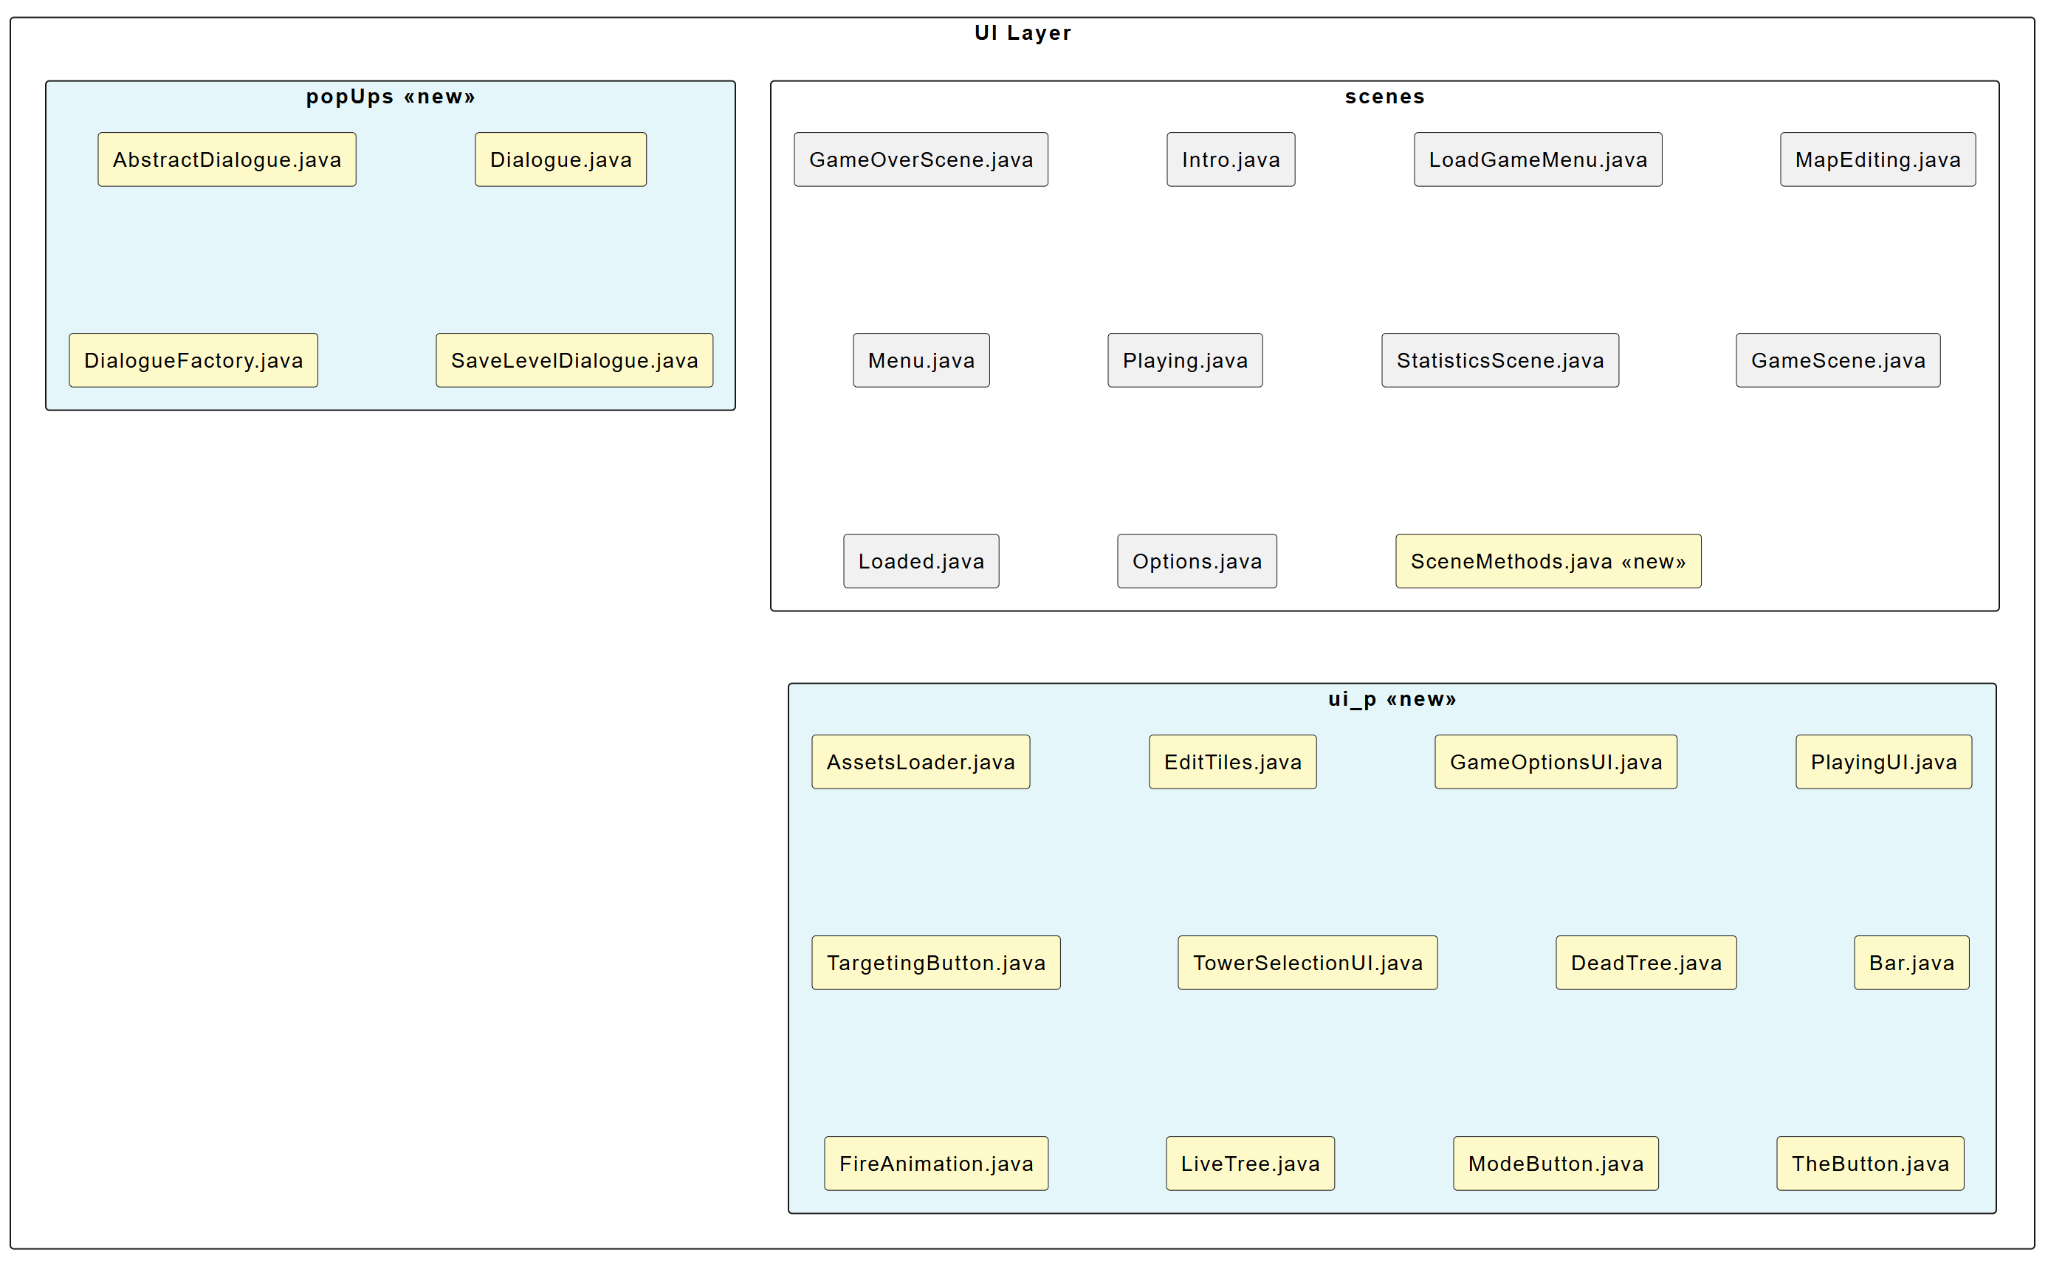 UI Layer
popUps «new»
AbstractDialogue.java
Dialogue.java
DialogueFactory.java
SaveLevelDialogue.java
scenes
GameOverScene.java
Intro.java
LoadGameMenu.java
MapEditing.java
Menu.java
Playing.java
StatisticsScene.java
GameScene.java
Loaded.java
Options.java
SceneMethods.java «new»
ui_p «new»
AssetsLoader.java
EditTiles.java
GameOptionsUI.java
PlayingUI.java
TargetingButton.java
TowerSelectionUI.java
DeadTree.java
Bar.java
FireAnimation.java
LiveTree.java
ModeButton.java
TheButton.java